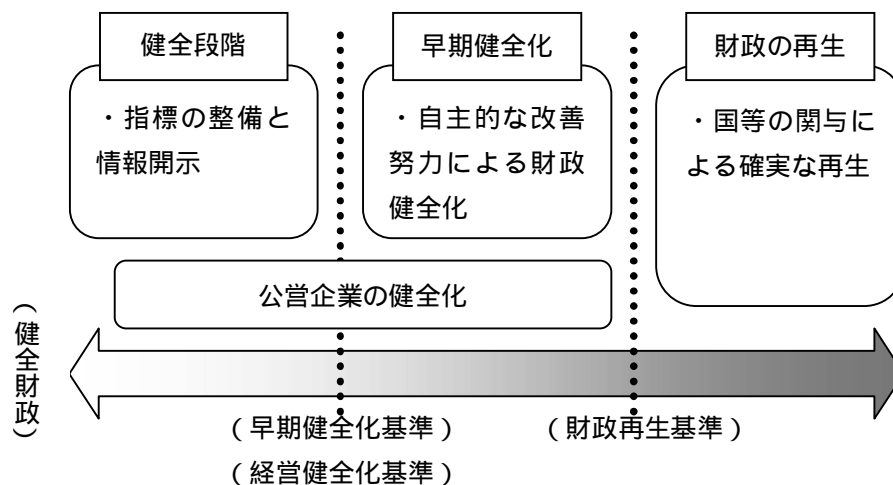 健全段階
・指標の整備と
情報開示
早期健全化
・自主的な改善
努力による財政
健全化
財政の再生
・国等の関与に
よる確実な再生
公営企業の健全化
（健全財政）
（早期健全化基準）
（経営健全化基準）
（財政再生基準）